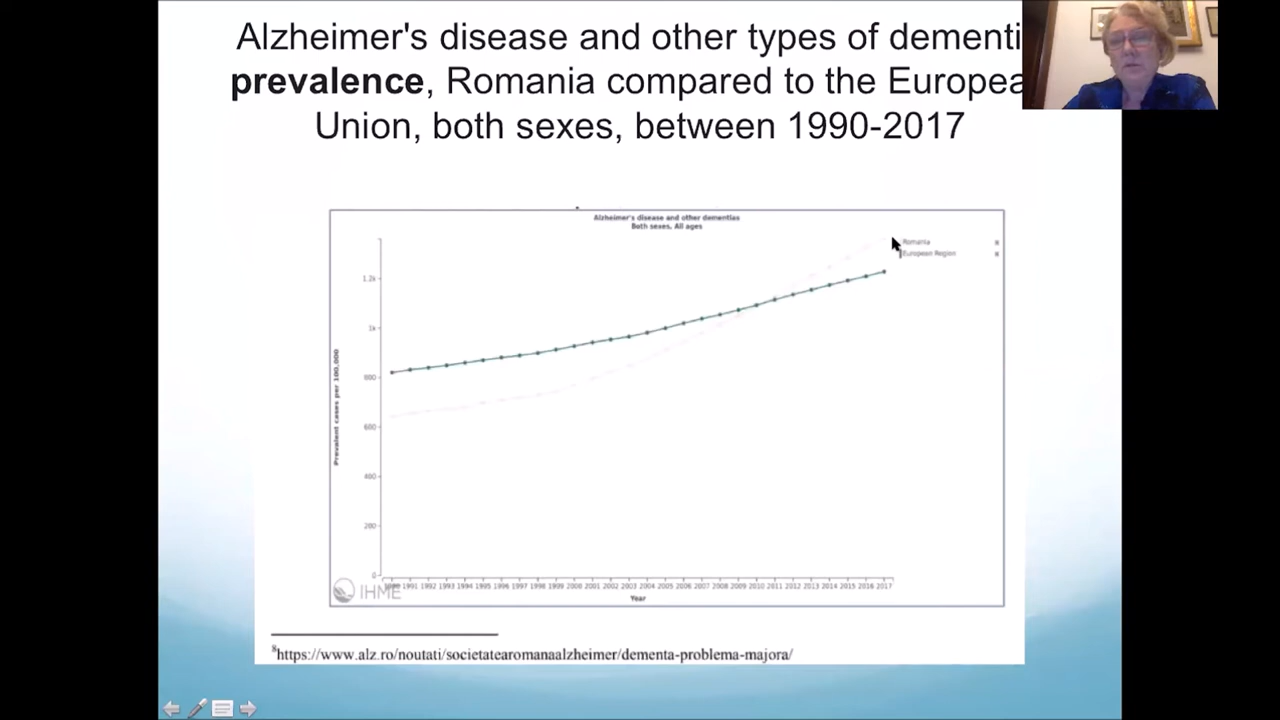 Alzheimer's disease and other types of dementi
prevalence, Romania compared to the Europea
Union, both sexes, between 1990-2017
Alzheimer's disease and other dementias
Both sexes, All ages
Romania
European Region
1.2k
1k
800
600
400
200
0
Prevalent cases per 100,000
1990 1991 1992 1993 1994 1995 1996 1997 1998 1999 2000 2001 2002 2003 2004 2005 2006 2007 2008 2009 2010 2011 2012 2013 2014 2015 2016 2017
IHME
Year
8https://www.alz.ro/noutati/societatearomanaalzheimer/dementa-problema-majora/